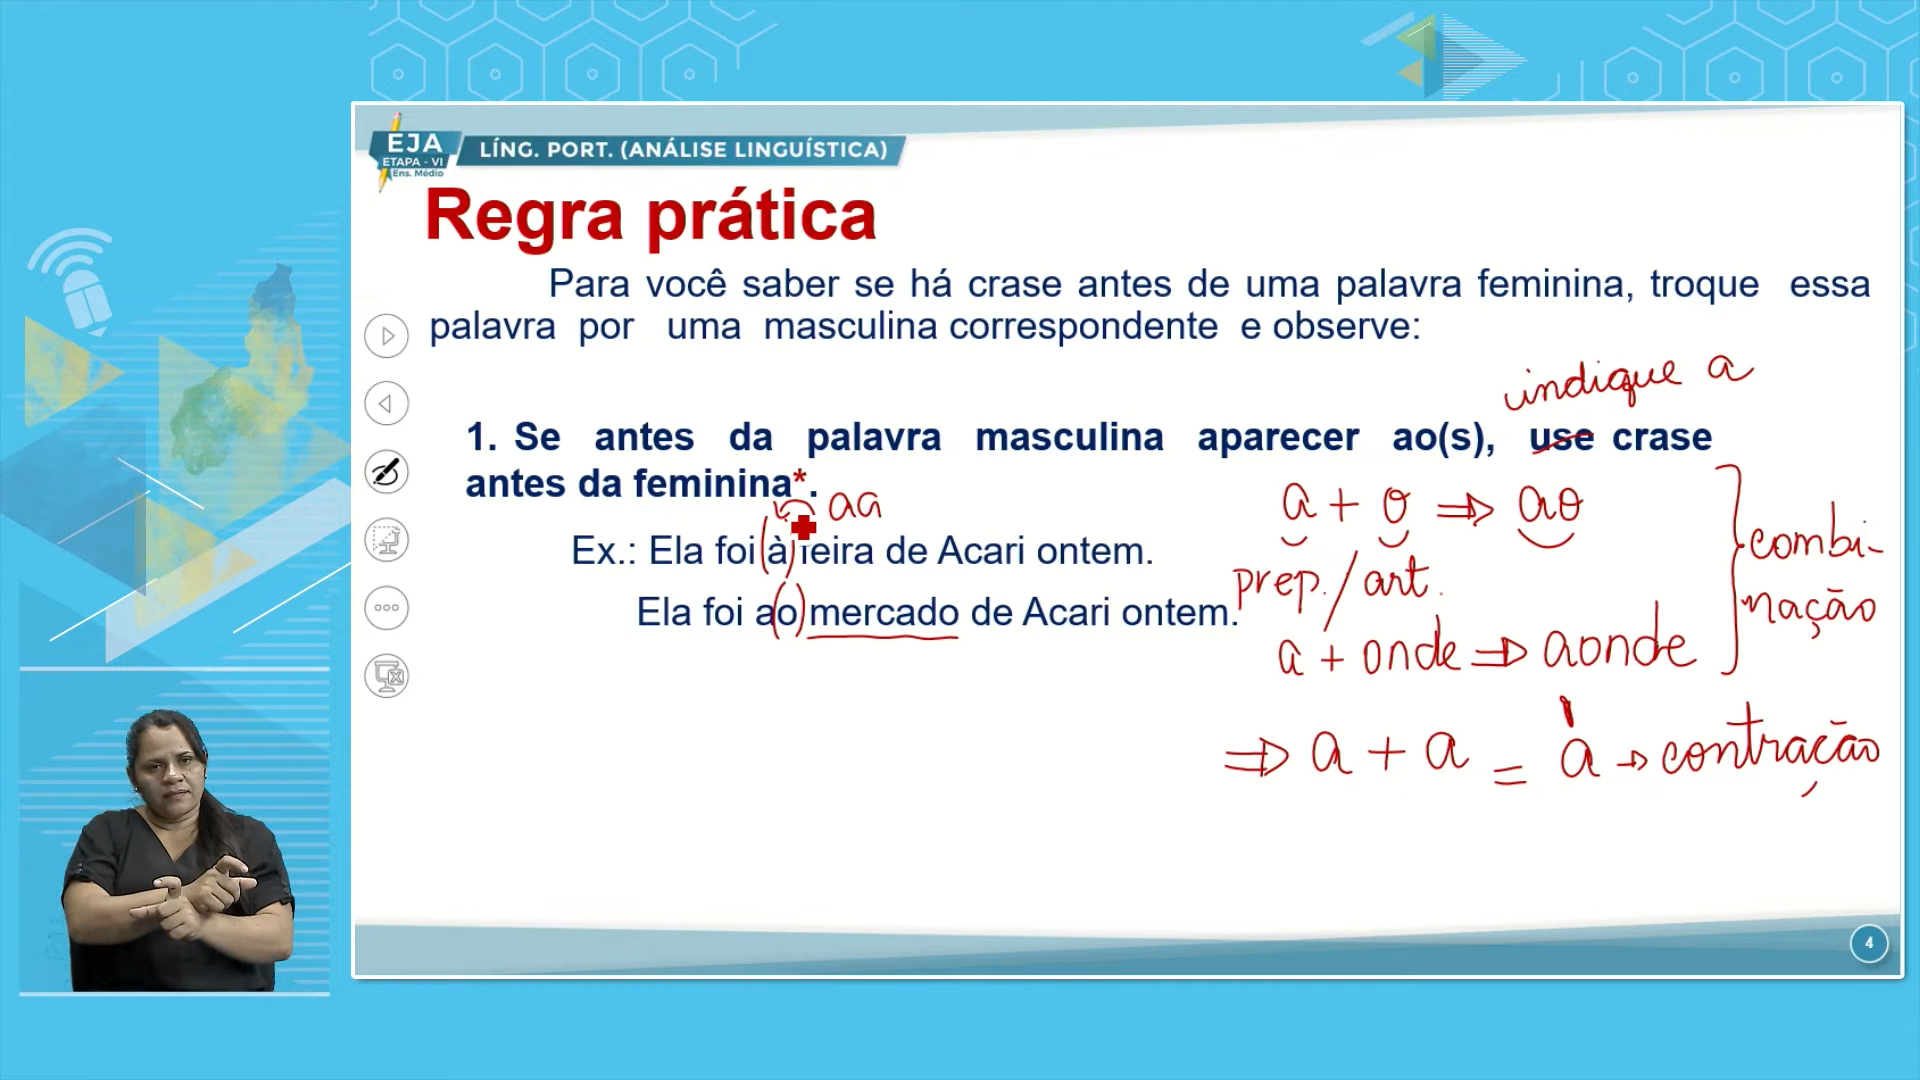 EJA
ETAPA - VI
Ens. Médio
LÍNG. PORT. (ANÁLISE LINGUÍSTICA)
Regra prática
Para você saber se há crase antes de uma palavra feminina, troque essa
palavra por uma masculina correspondente e observe:
indique a
1. Se antes da palavra masculina aparecer ao(s), use crase
antes da feminina*.
aa
Ex.: Ela foi à feira de Acari ontem.
Ela foi ao mercado de Acari ontem.
a + o ⇒ ao
prep. / art.
a + onde ⇒ aonde
combi-
nação
⇒ a + a = à → contração
4